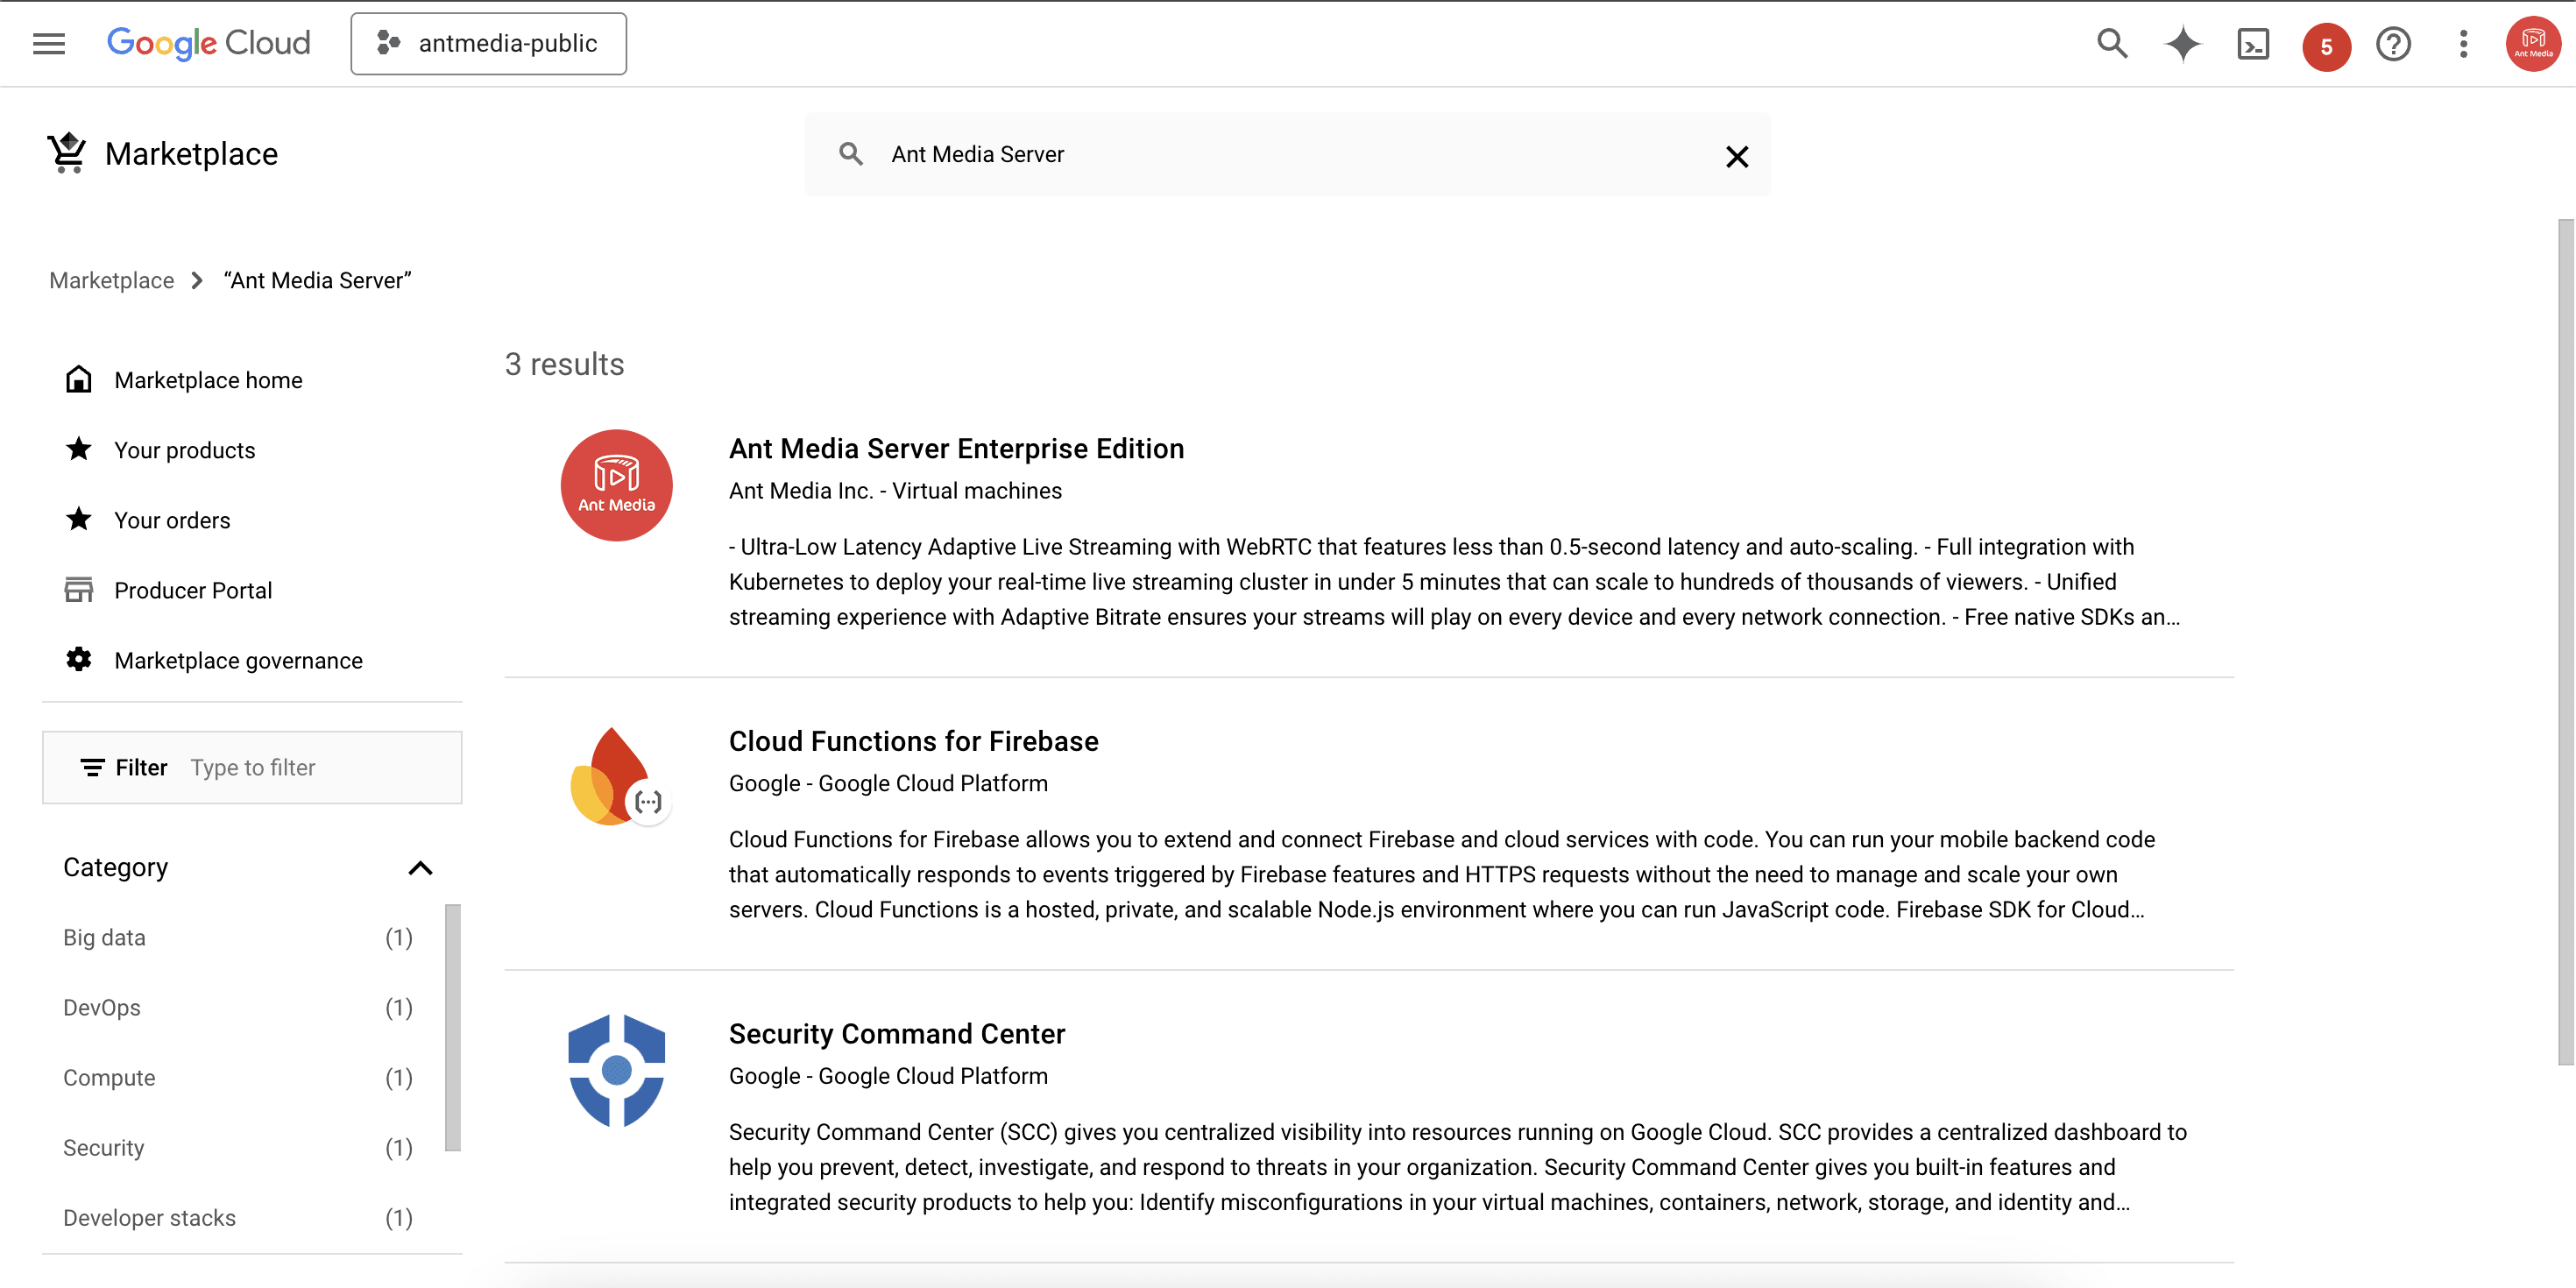 Google Cloud
antmedia-public
5
Ant Media
Marketplace
Ant Media Server
Marketplace
“Ant Media Server”
Marketplace home
Your products
Your orders
Producer Portal
Marketplace governance
Filter Type to filter
Category
Big data (1)
DevOps (1)
Compute (1)
Security (1)
Developer stacks (1)
3 results
Ant Media
Ant Media Server Enterprise Edition
Ant Media Inc. - Virtual machines
- Ultra-Low Latency Adaptive Live Streaming with WebRTC that features less than 0.5-second latency and auto-scaling. - Full integration with
Kubernetes to deploy your real-time live streaming cluster in under 5 minutes that can scale to hundreds of thousands of viewers. - Unified
streaming experience with Adaptive Bitrate ensures your streams will play on every device and every network connection. - Free native SDKs an...
Cloud Functions for Firebase
Google - Google Cloud Platform
Cloud Functions for Firebase allows you to extend and connect Firebase and cloud services with code. You can run your mobile backend code
that automatically responds to events triggered by Firebase features and HTTPS requests without the need to manage and scale your own
servers. Cloud Functions is a hosted, private, and scalable Node.js environment where you can run JavaScript code. Firebase SDK for Cloud...
Security Command Center
Google - Google Cloud Platform
Security Command Center (SCC) gives you centralized visibility into resources running on Google Cloud. SCC provides a centralized dashboard to
help you prevent, detect, investigate, and respond to threats in your organization. Security Command Center gives you built-in features and
integrated security products to help you: Identify misconfigurations in your virtual machines, containers, network, storage, and identity and...